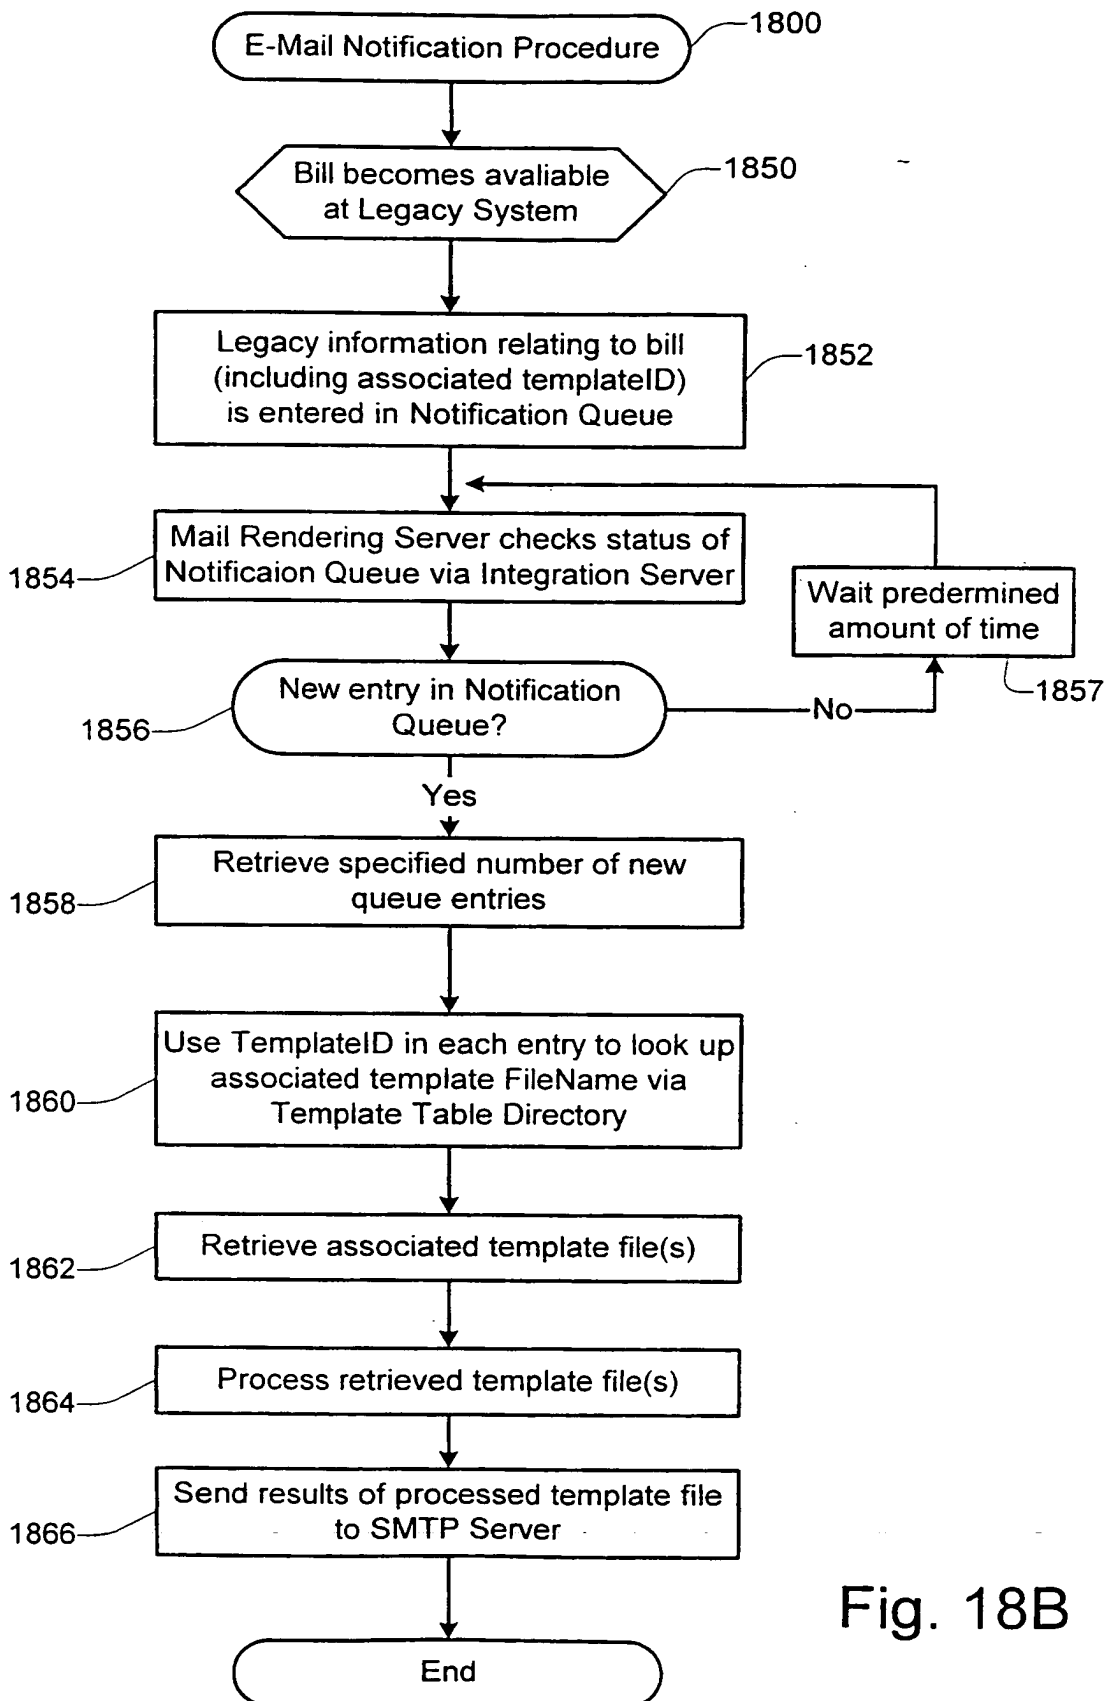 E-Mail Notification Procedure
1800
Bill becomes avaliable
at Legacy System
1850
Legacy information relating to bill
(including associated templateID)
is entered in Notification Queue
1852
Mail Rendering Server checks status of
Notificaion Queue via Integration Server
1854
Wait predermined
amount of time
1857
New entry in Notification
Queue?
1856
No
Yes
Retrieve specified number of new
queue entries
1858
Use TemplateID in each entry to look up
associated template FileName via
Template Table Directory
1860
Retrieve associated template file(s)
1862
Process retrieved template file(s)
1864
Send results of processed template file
to SMTP Server
1866
End
Fig. 18B